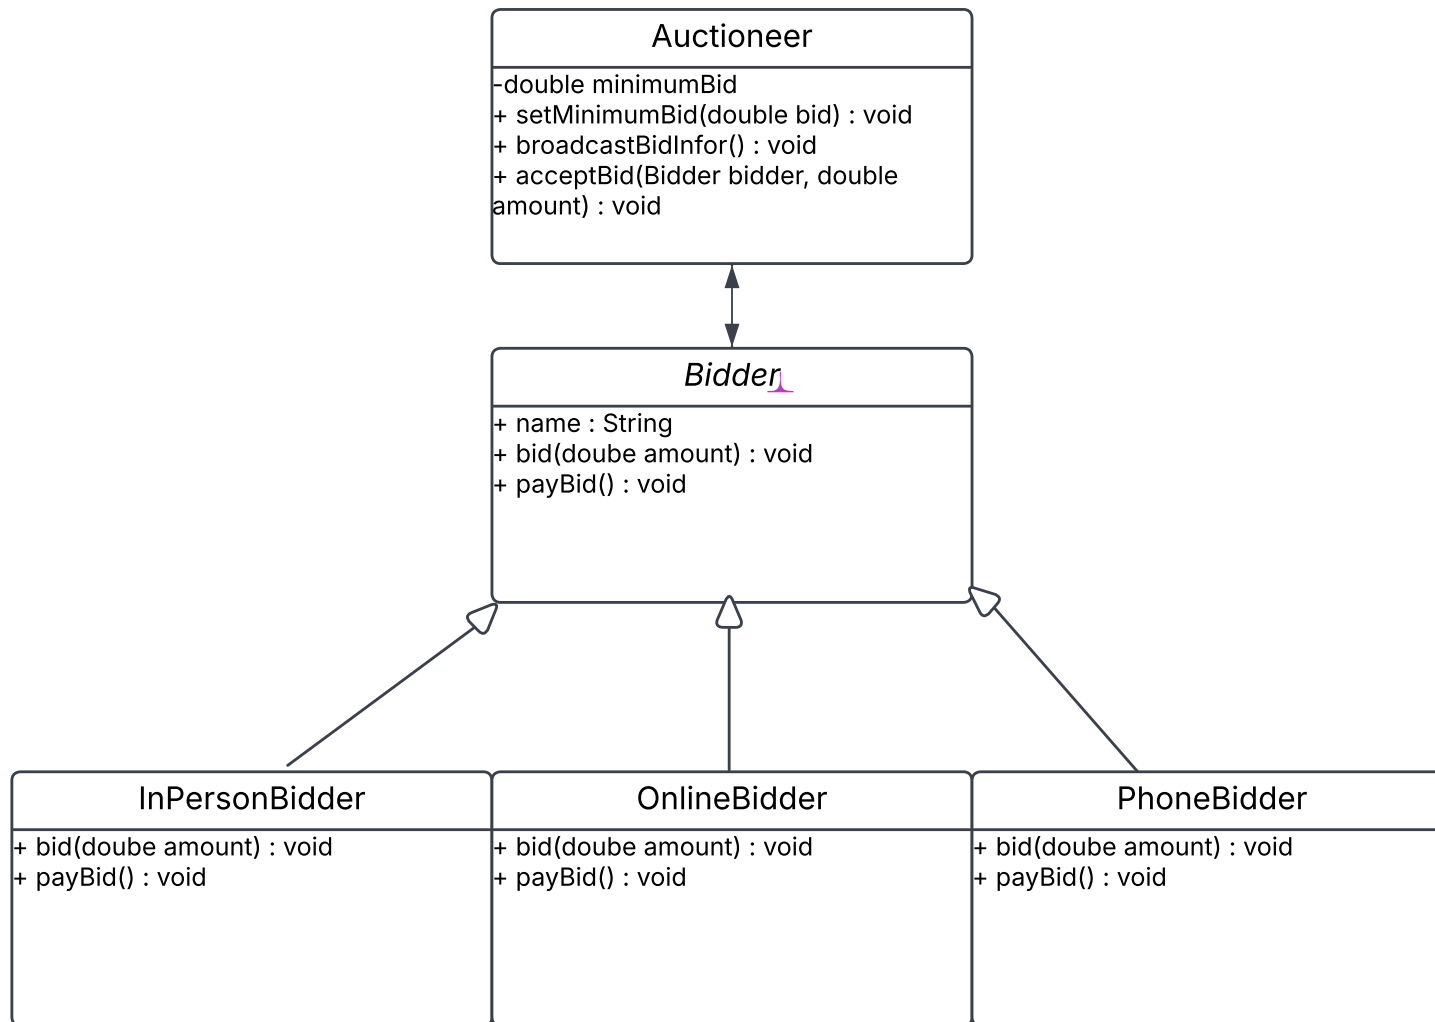 Auctioneer
-double minimumBid
+ setMinimumBid(double bid) : void
+ broadcastBidInfor() : void
+ acceptBid(Bidder bidder, double
amount) : void
Bidder
+ name : String
+ bid(doube amount) : void
+ payBid() : void
InPersonBidder
+ bid(doube amount) : void
+ payBid() : void
OnlineBidder
+ bid(doube amount) : void
+ payBid() : void
PhoneBidder
+ bid(doube amount) : void
+ payBid() : void